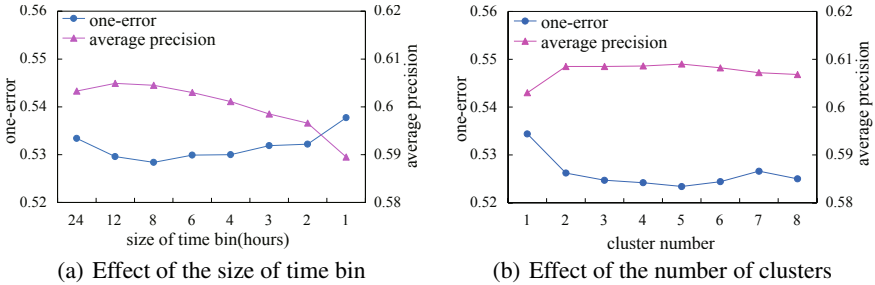 0.56
0.55
0.54
0.53
0.52
one-error
one-error
average precision
0.62
0.61
0.6
0.59
0.58
average precision
24 12 8 6 4 3 2 1
size of time bin(hours)
(a) Effect of the size of time bin
0.56
0.55
0.54
0.53
0.52
one-error
one-error
average precision
0.62
0.61
0.6
0.59
0.58
average precision
1 2 3 4 5 6 7 8
cluster number
(b) Effect of the number of clusters